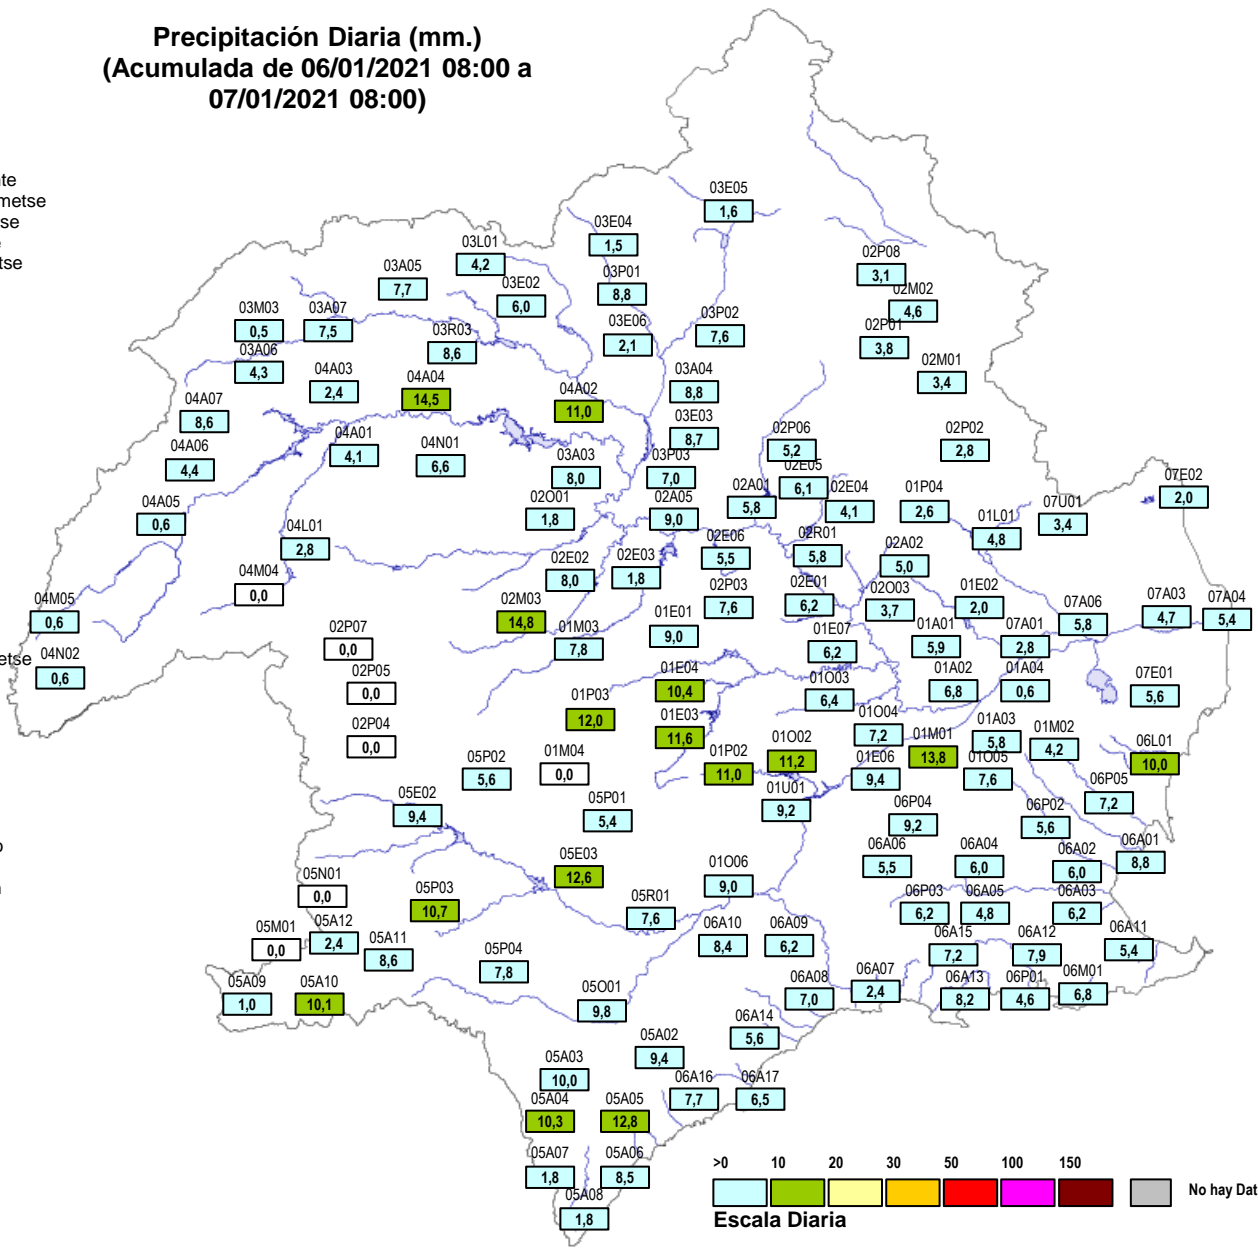 Precipitación Diaria (mm.)
(Acumulada de 06/01/2021 08:00 a
07/01/2021 08:00)
nte
metse
se
tse
03E05
1,6
03E04
1,5
03L01
4,2
02P08
3,1
03A05
7,7
03E02
6,0
03P01
8,8
02M02
4,6
03M03
0,5
03A07
7,5
03R03
8,6
03E06
2,1
03P02
7,6
02P01
3,8
03A06
4,3
04A03
2,4
04A04
14,5
04A02
11,0
03A04
8,8
02M01
3,4
04A07
8,6
03E03
8,7
04A01
4,1
04N01
6,6
02P06
5,2
02P02
2,8
04A06
4,4
03A03
8,0
03P03
7,0
02E05
6,1
07E02
2,0
04A05
0,6
02O01
1,8
02A05
9,0
02A01
5,8
02E04
4,1
01P04
2,6
07U01
3,4
04L01
2,8
01L01
4,8
02E06
5,5
02R01
5,8
02A02
5,0
04M04
0,0
02E02
8,0
02E03
1,8
04M05
0,6
02M03
14,8
02P03
7,6
02E01
6,2
02O03
3,7
01E02
2,0
07A06
5,8
07A03
4,7
07A04
5,4
02P07
0,0
01M03
7,8
01E01
9,0
01E07
6,2
01A01
5,9
07A01
2,8
etse
04N02
0,6
02P05
0,0
01E04
10,4
01O03
6,4
01A02
6,8
01A04
0,6
07E01
5,6
01P03
12,0
01E03
11,6
02P04
0,0
01O04
7,2
01A03
5,8
01M02
4,2
05P02
5,6
01M04
0,0
01P02
11,0
01O02
11,2
01E06
9,4
01M01
13,8
01O05
7,6
06L01
10,0
05E02
9,4
05P01
5,4
01U01
9,2
06P04
9,2
06P02
5,6
06P05
7,2
o
05E03
12,6
01O06
9,0
06A06
5,5
06A04
6,0
06A02
6,0
06A01
8,8
05N01
0,0
05P03
10,7
05R01
7,6
06P03
6,2
06A05
4,8
06A03
6,2
05M01
0,0
05A12
2,4
05A11
8,6
05P04
7,8
06A10
8,4
06A09
6,2
06A15
7,2
06A12
7,9
06A11
5,4
05A09
1,0
05A10
10,1
05O01
9,8
06A08
7,0
06A07
2,4
06A13
8,2
06P01
4,6
06M01
6,8
05A02
9,4
06A14
5,6
05A03
10,0
06A16
7,7
06A17
6,5
05A04
10,3
05A05
12,8
05A07
1,8
05A06
8,5
05A08
1,8
>0 10 20 30 50 100 150
No hay Dat
Escala Diaria